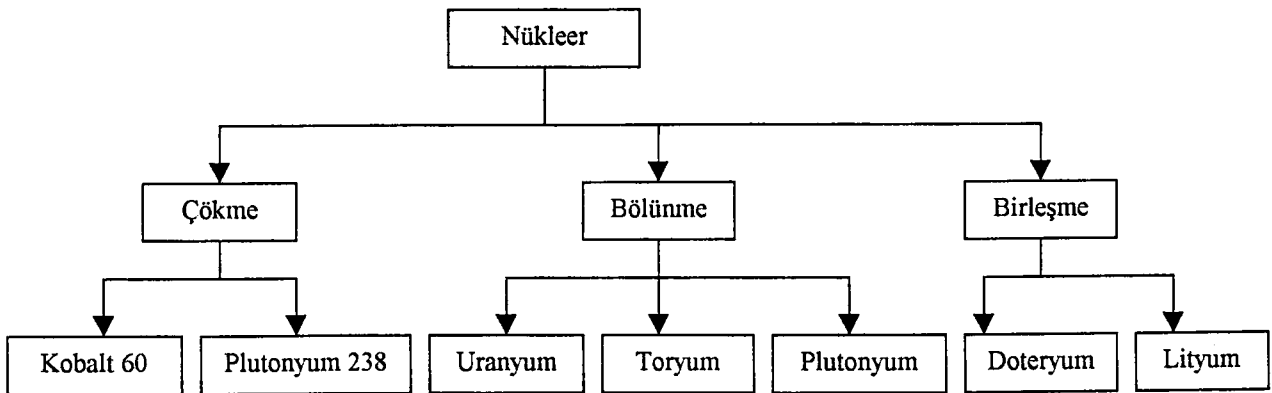 Nükleer
Çökme
Bölünme
Birleşme
Kobalt 60
Plutonyum 238
Uranyum
Toryum
Plutonyum
Doteryum
Lityum